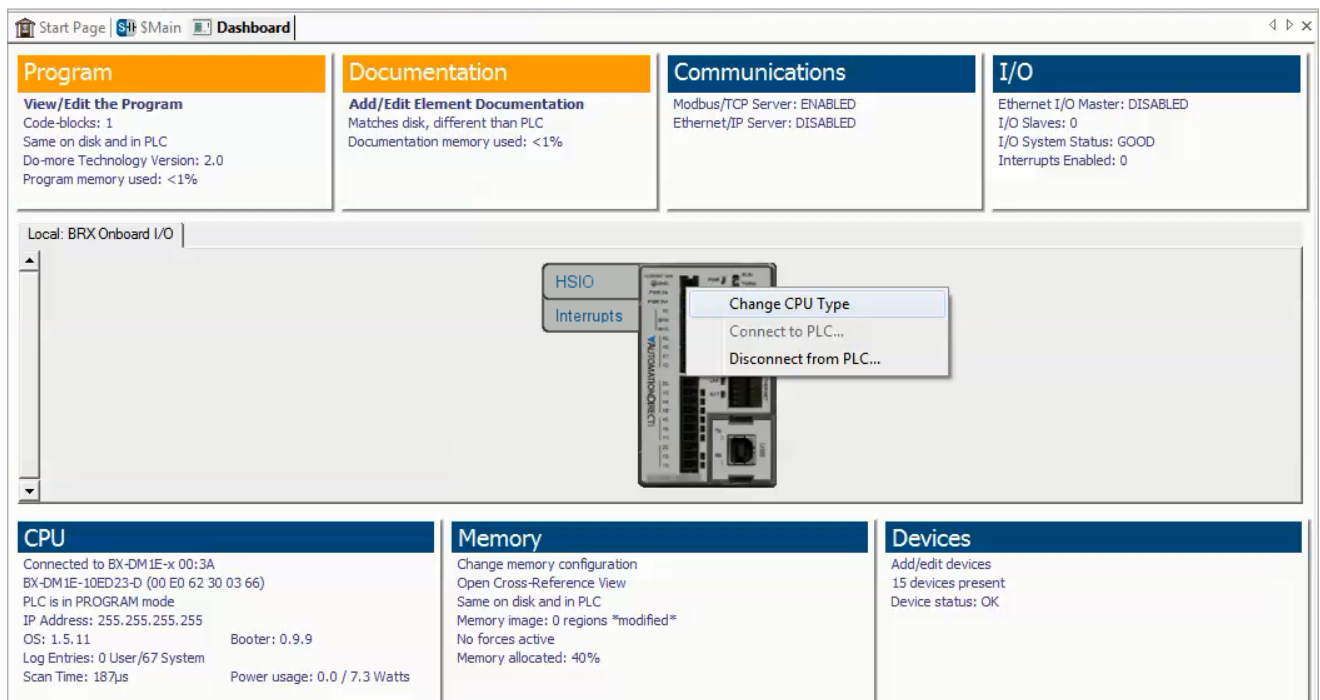 Start Page $Main Dashboard
Program
View/Edit the Program
Code-blocks: 1
Same on disk and in PLC
Do-more Technology Version: 2.0
Program memory used: <1%
Documentation
Add/Edit Element Documentation
Matches disk, different than PLC
Documentation memory used: <1%
Communications
Modbus/TCP Server: ENABLED
Ethernet/IP Server: DISABLED
I/O
Ethernet I/O Master: DISABLED
I/O Slaves: 0
I/O System Status: GOOD
Interrupts Enabled: 0
Local: BRX Onboard I/O
HSIO
Interrupts
AUTOMATIONDIRECT
Change CPU Type
Connect to PLC...
Disconnect from PLC...
CPU
Connected to BX-DM1E-x 00:3A
BX-DM1E-10ED23-D (00 E0 62 30 03 66)
PLC is in PROGRAM mode
IP Address: 255.255.255.255
OS: 1.5.11 Booter: 0.9.9
Log Entries: 0 User/67 System
Scan Time: 187µs Power usage: 0.0 / 7.3 Watts
Memory
Change memory configuration
Open Cross-Reference View
Same on disk and in PLC
Memory image: 0 regions *modified*
No forces active
Memory allocated: 40%
Devices
Add/edit devices
15 devices present
Device status: OK